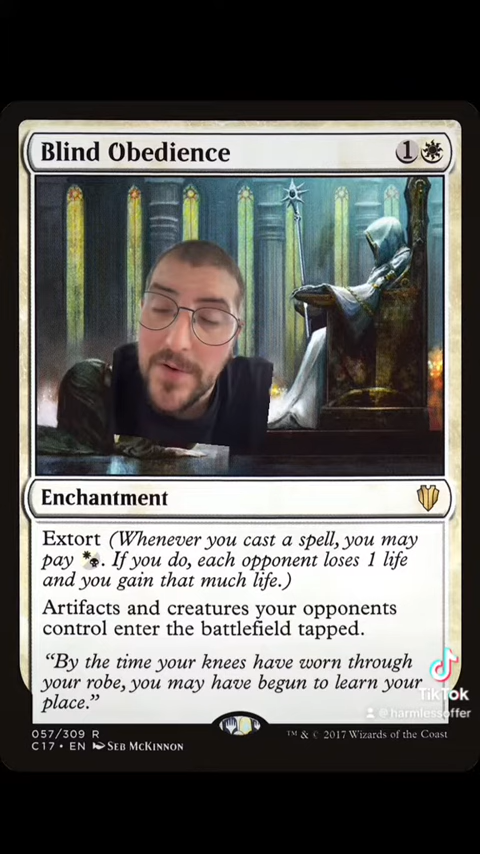 Blind Obedience
1
Enchantment
Extort (Whenever you cast a spell, you may
pay . If you do, each opponent loses 1 life
and you gain that much life.)
Artifacts and creatures your opponents
control enter the battlefield tapped.
“By the time your knees have worn through
your robe, you may have begun to learn your
place.”
TikTok
@harmlessoffer
057/309 R
C17 • EN Seb McKinnon
™ & © 2017 Wizards of the Coast